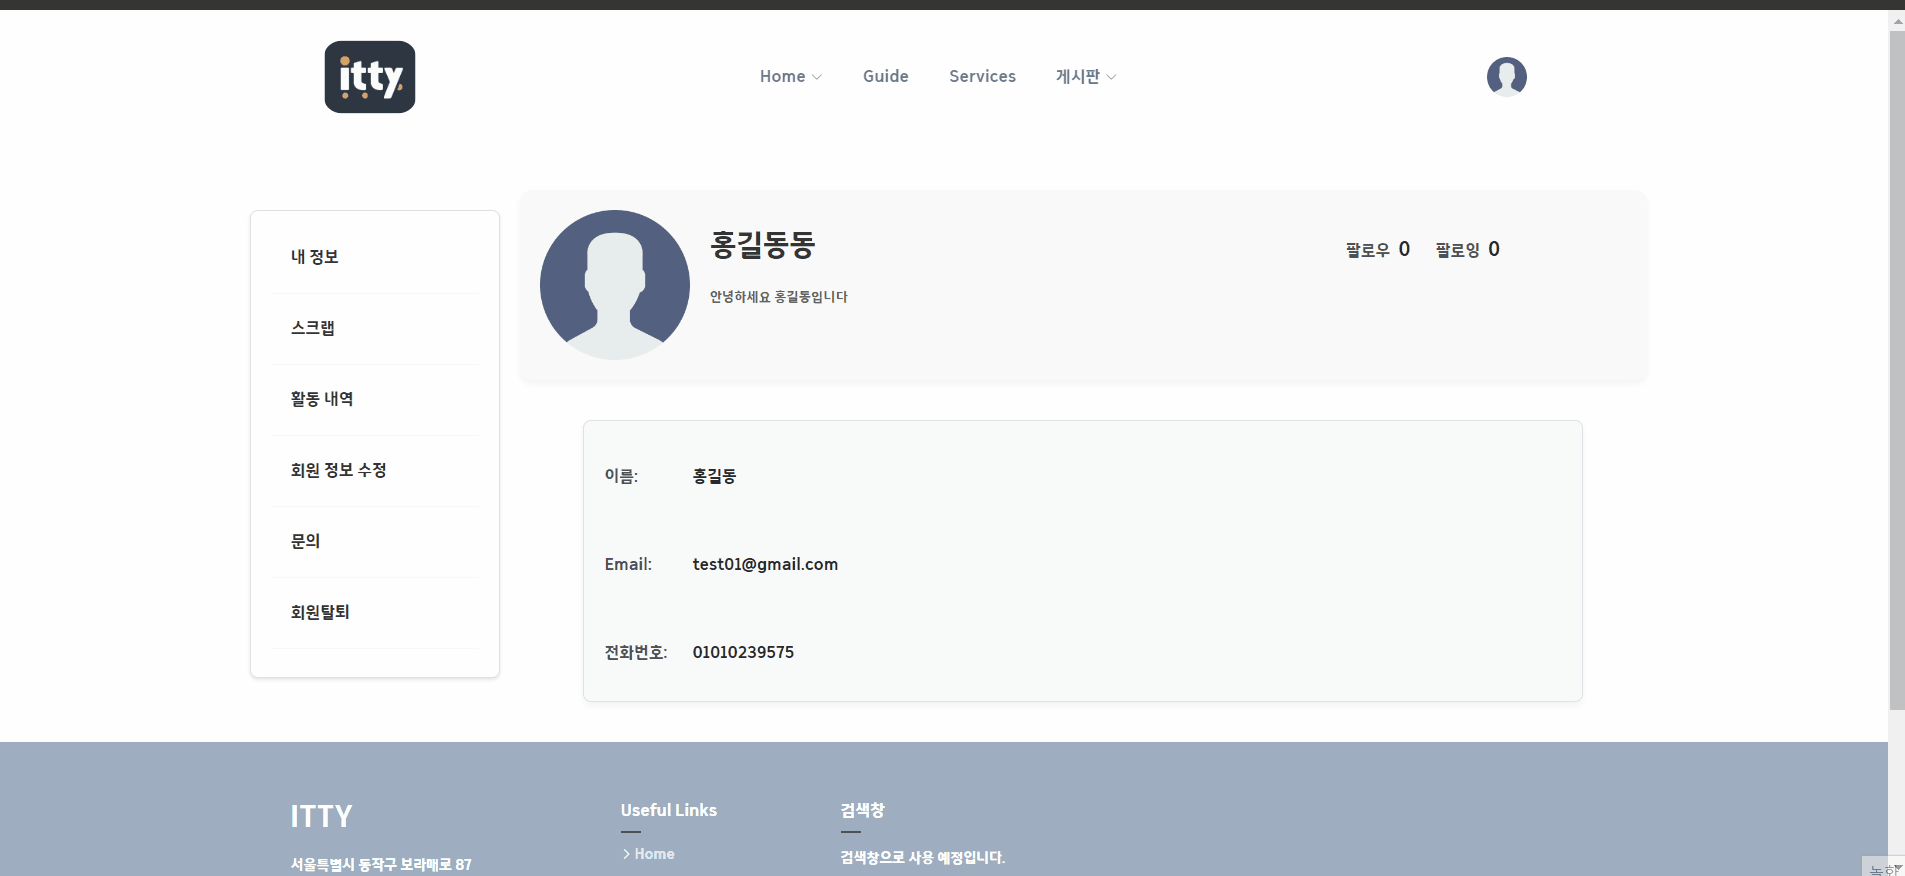 itty
Home
Guide
Services
게시판
내 정보
스크랩
활동 내역
회원 정보 수정
문의
회원탈퇴
홍길동동
안녕하세요 홍길동입니다
팔로우 0 팔로잉 0
이름: 홍길동
Email: test01@gmail.com
전화번호: 01010239575
ITTY
서울특별시 동작구 보라매로 87
Useful Links
Home
검색창
검색창으로 사용 예정입니다.